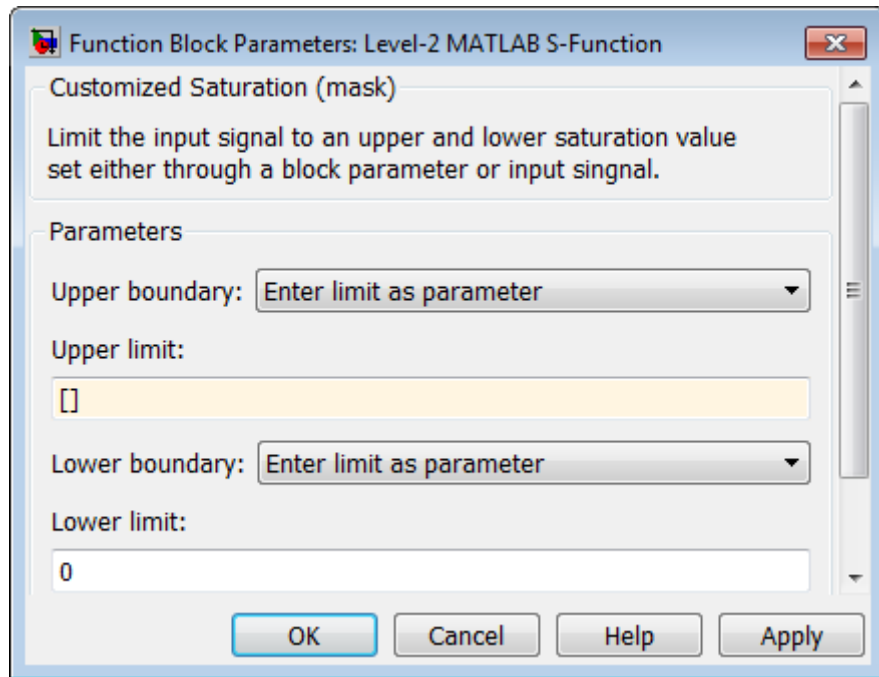 Function Block Parameters: Level-2 MATLAB S-Function
Customized Saturation (mask)
Limit the input signal to an upper and lower saturation value
set either through a block parameter or input singnal.
Parameters
Upper boundary: Enter limit as parameter
Upper limit:
[]
Lower boundary: Enter limit as parameter
Lower limit:
0
OK Cancel Help Apply